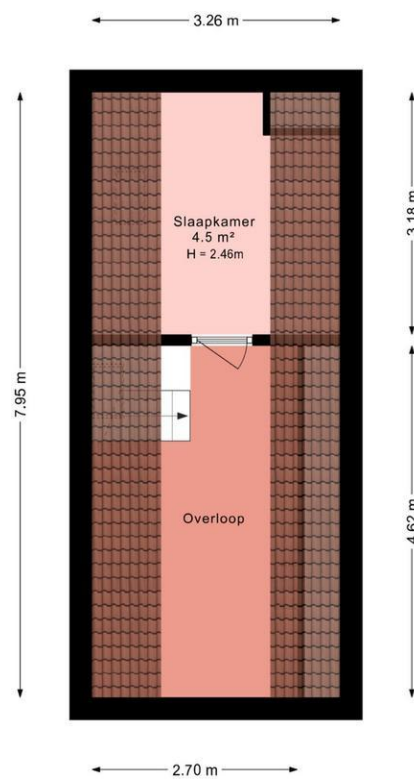 3.26 m
Slaapkamer
4.5 m²
H = 2.46m
3.18 m
7.95 m
4.62 m
Overloop
2.70 m